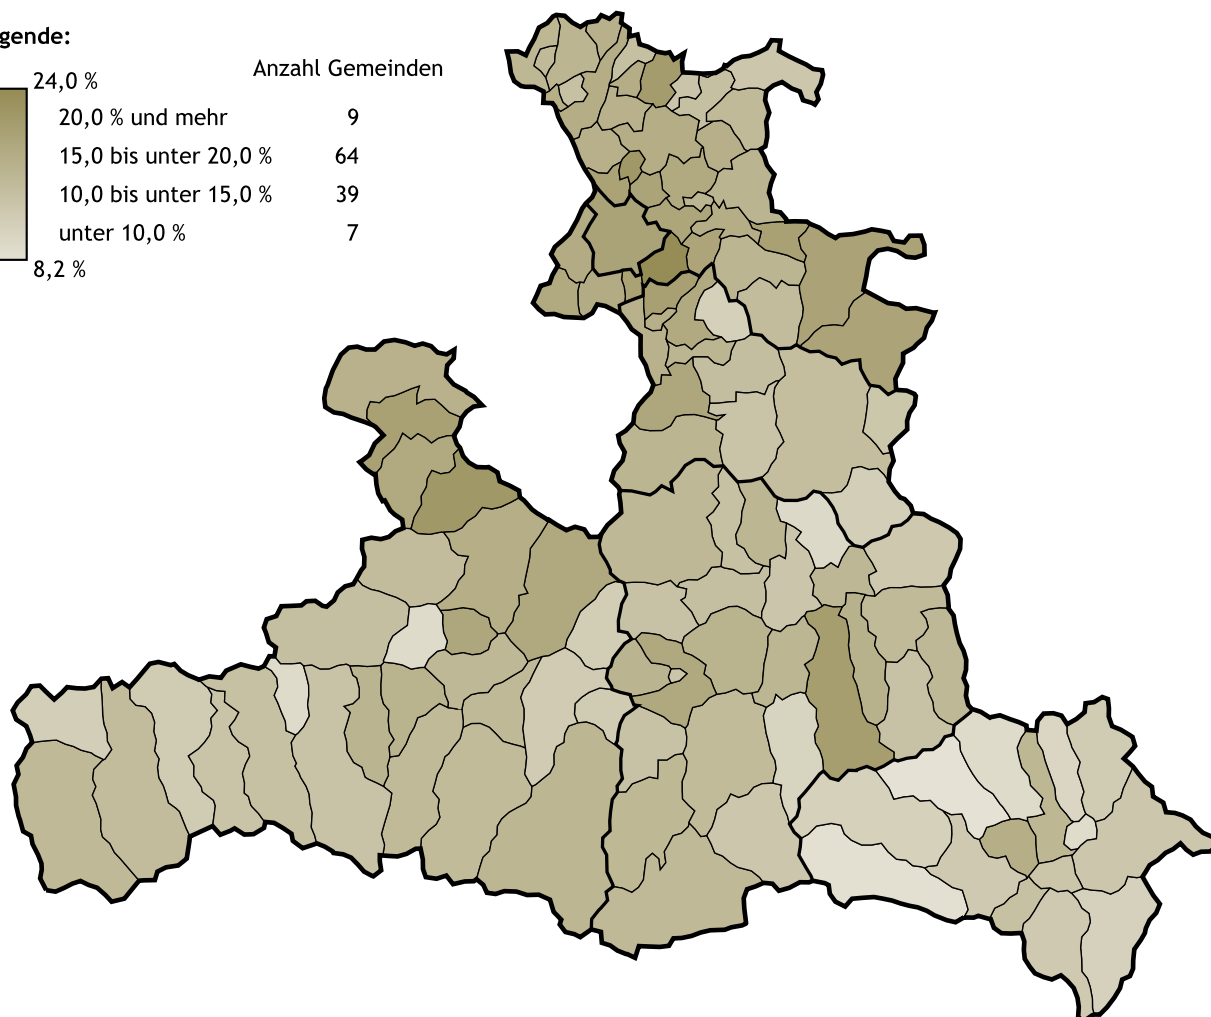 gende:
Anzahl Gemeinden
24,0 %
20,0 % und mehr 9
15,0 bis unter 20,0 % 64
10,0 bis unter 15,0 % 39
unter 10,0 % 7
8,2 %